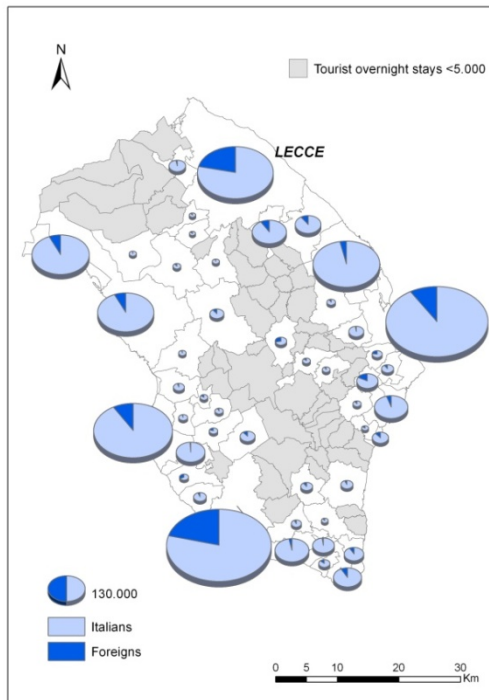 N
Tourist overnight stays <5.000
LECCE
130.000
Italians
Foreigns
0 5 10 20 30
Km